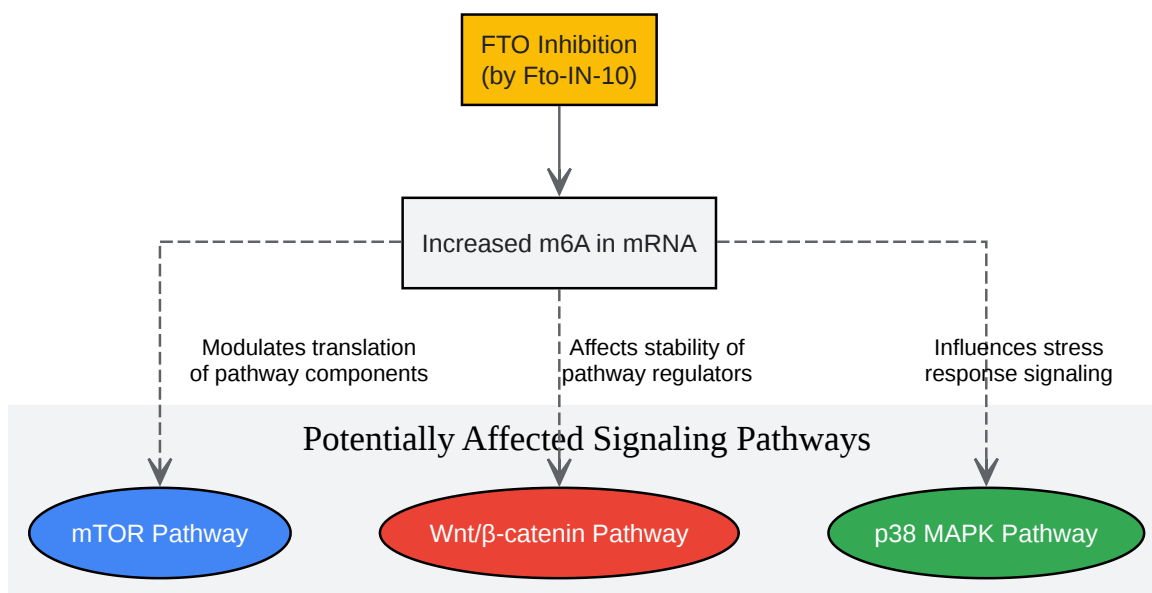 FTO Inhibition
(by Fto-IN-10)
Increased m6A in mRNA
Modulates translation
of pathway components
Affects stability of
pathway regulators
Influences stress
response signaling
Potentially Affected Signaling Pathways
mTOR Pathway
Wnt/β-catenin Pathway
p38 MAPK Pathway